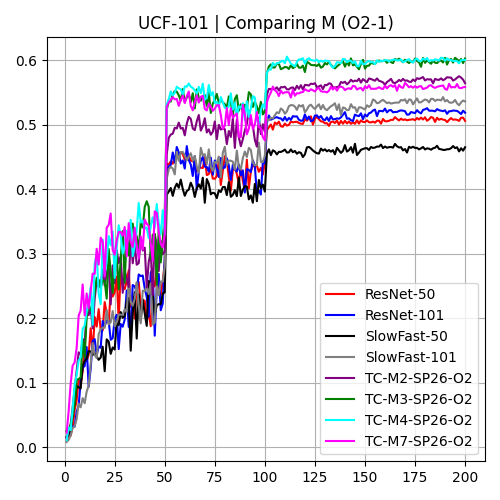 UCF-101 | Comparing M (O2-1)
0.6
0.5
0.4
0.3
0.2
0.1
0.0
ResNet-50
ResNet-101
SlowFast-50
SlowFast-101
TC-M2-SP26-O2
TC-M3-SP26-O2
TC-M4-SP26-O2
TC-M7-SP26-O2
0 25 50 75 100 125 150 175 200